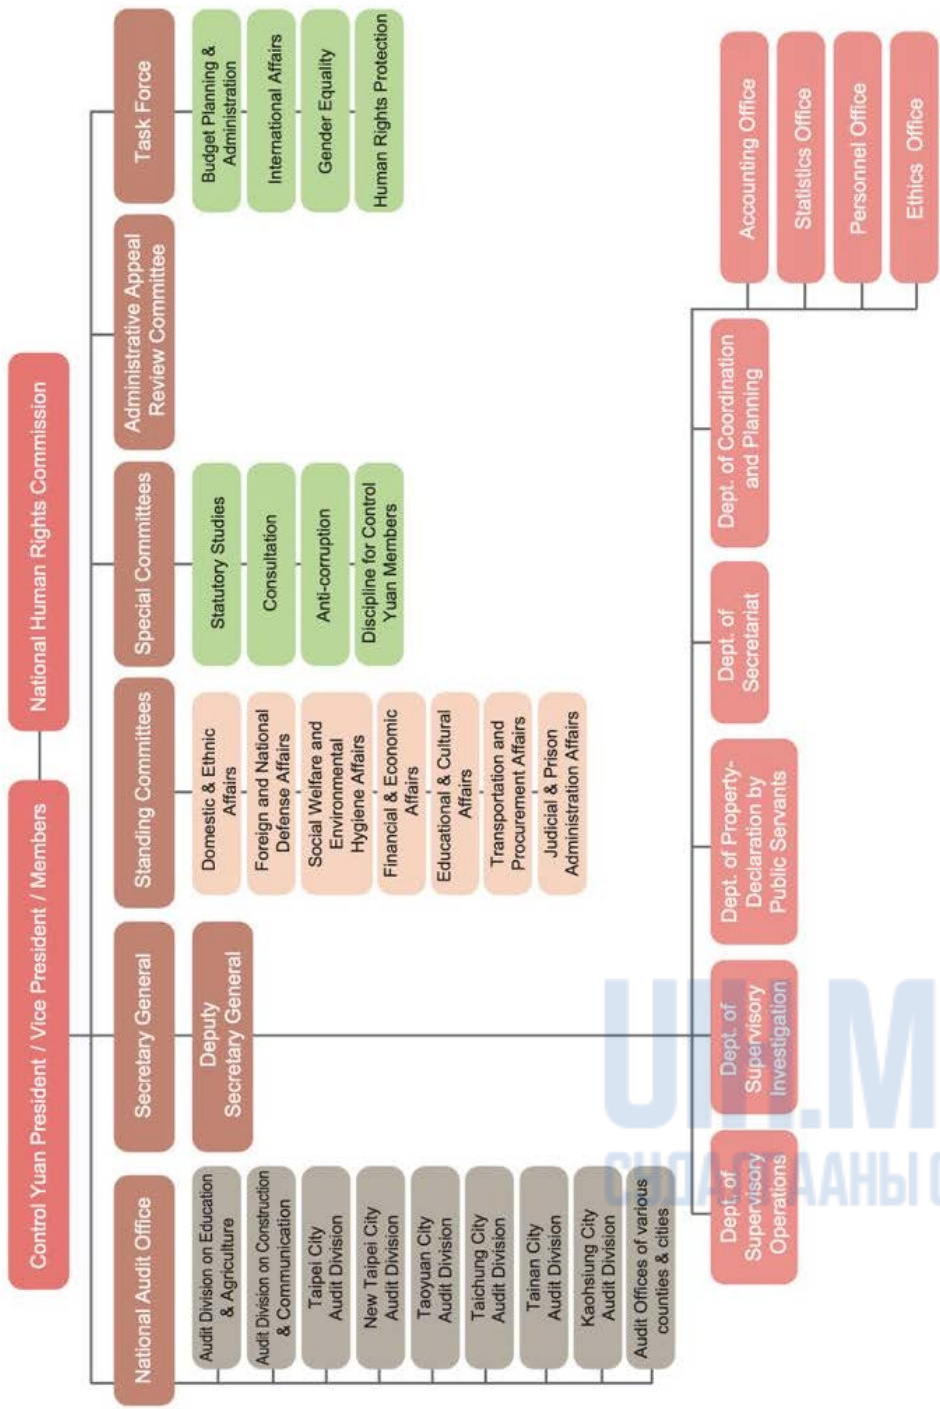 Control Yuan President / Vice President / Members
National Human Rights Commission
National Audit Office
Audit Division on Education
& Agriculture
Audit Division on Construction
& Communication
Taipei City
Audit Division
New Taipei City
Audit Division
Taoyuan City
Audit Division
Taichung City
Audit Division
Tainan City
Audit Division
Kaohsiung City
Audit Division
Audit Offices of various
counties & cities
Secretary General
Deputy
Secretary General
Standing Committees
Domestic & Ethnic
Affairs
Foreign and National
Defense Affairs
Social Welfare and
Environmental
Hygiene Affairs
Financial & Economic
Affairs
Educational & Cultural
Affairs
Transportation and
Procurement Affairs
Judicial & Prison
Administration Affairs
Special Committees
Statutory Studies
Consultation
Anti-corruption
Discipline for Control
Yuan Members
Administrative Appeal
Review Committee
Task Force
Budget Planning &
Administration
International Affairs
Gender Equality
Human Rights Protection
Dept. of
Supervisory
Operations
Dept. of
Supervisory
Investigation
Dept. of Property-
Declaration by
Public Servants
Dept. of
Secretariat
Dept. of Coordination
and Planning
Accounting Office
Statistics Office
Personnel Office
Ethics Office